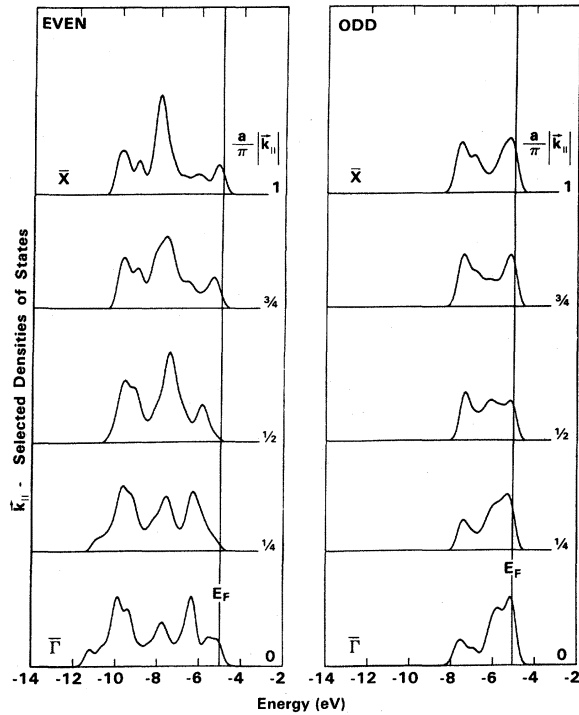 EVEN
ODD
a/π |k⃗||| 
X̄
1
a/π |k⃗|||
X̄
1
3/4
3/4
1/2
1/2
1/4
1/4
E_F
Γ̄
0
E_F
Γ̄
0
k⃗|| - Selected Densities of States
-14 -12 -10 -8 -6 -4 -2
-14 -12 -10 -8 -6 -4 -2
Energy (eV)